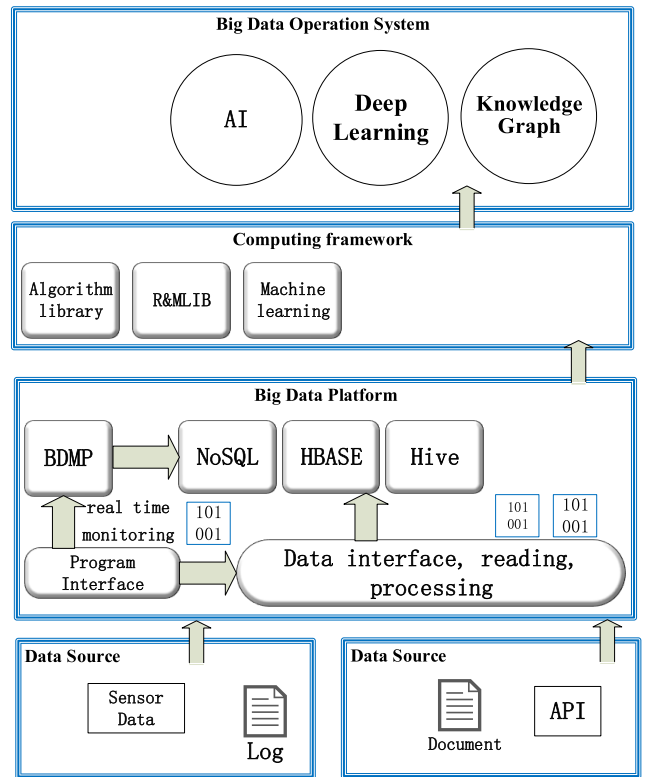 Big Data Operation System
AI
Deep
Learning
Knowledge
Graph
Computing framework
Algorithm
library
R&MLIB
Machine
learning
Big Data Platform
BDMP
NoSQL
HBASE
Hive
real time
monitoring
101
001
101
001
101
001
Program
Interface
Data interface, reading,
processing
Data Source
Sensor
Data
Log
Data Source
Document
API